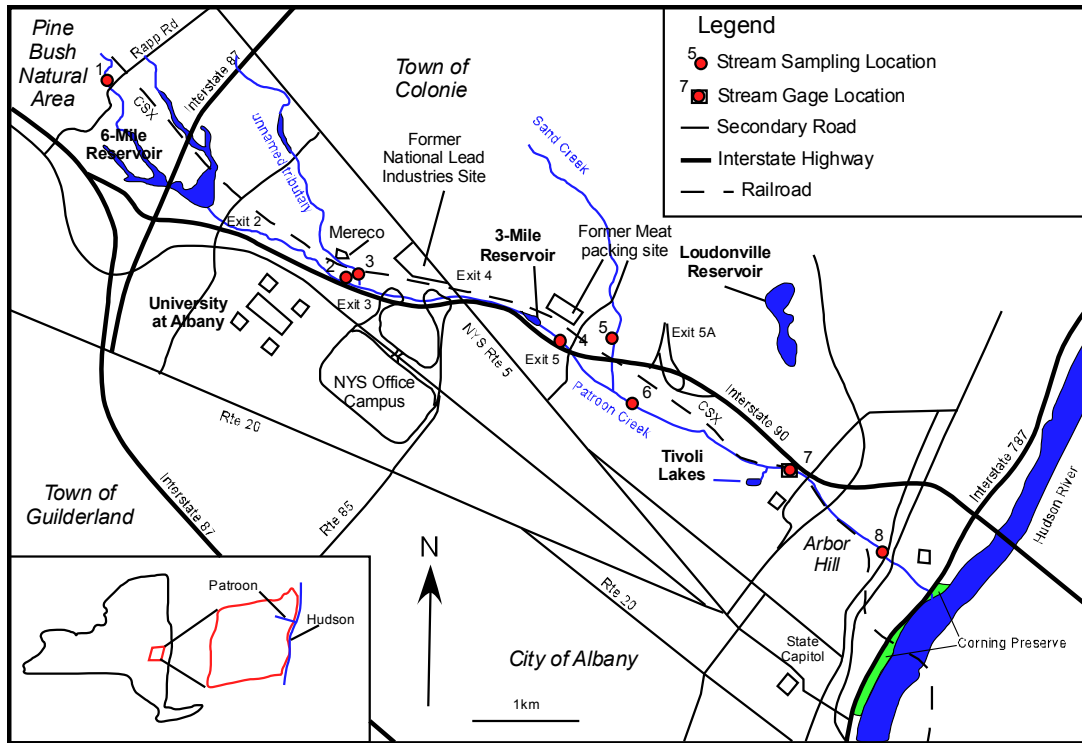 Pine
Bush
Natural
Area
Rapp Rd
1
CSX
Interstate 87
6-Mile
Reservoir
Town of
Colonie
unnamed tributary
Former
National Lead
Industries Site
Sand Creek
Legend
5
Stream Sampling Location
7
Stream Gage Location
Secondary Road
Interstate Highway
Railroad
Exit 2
Mereco
2
3
Exit 3
Exit 4
3-Mile
Reservoir
Former Meat
packing site
Loudonville
Reservoir
University
at Albany
NYS Office
Campus
NYS Rte 5
Exit 5
4
5
Exit 5A
6
Patroon Creek
CSX
Interstate 90
Tivoli
Lakes
7
Interstate 787
Hudson River
Rte 20
Town of
Guilderland
Interstate 87
Rte 85
N
Arbor
Hill
8
Rte 20
Patroon
Hudson
City of Albany
1km
State
Capitol
Corning Preserve